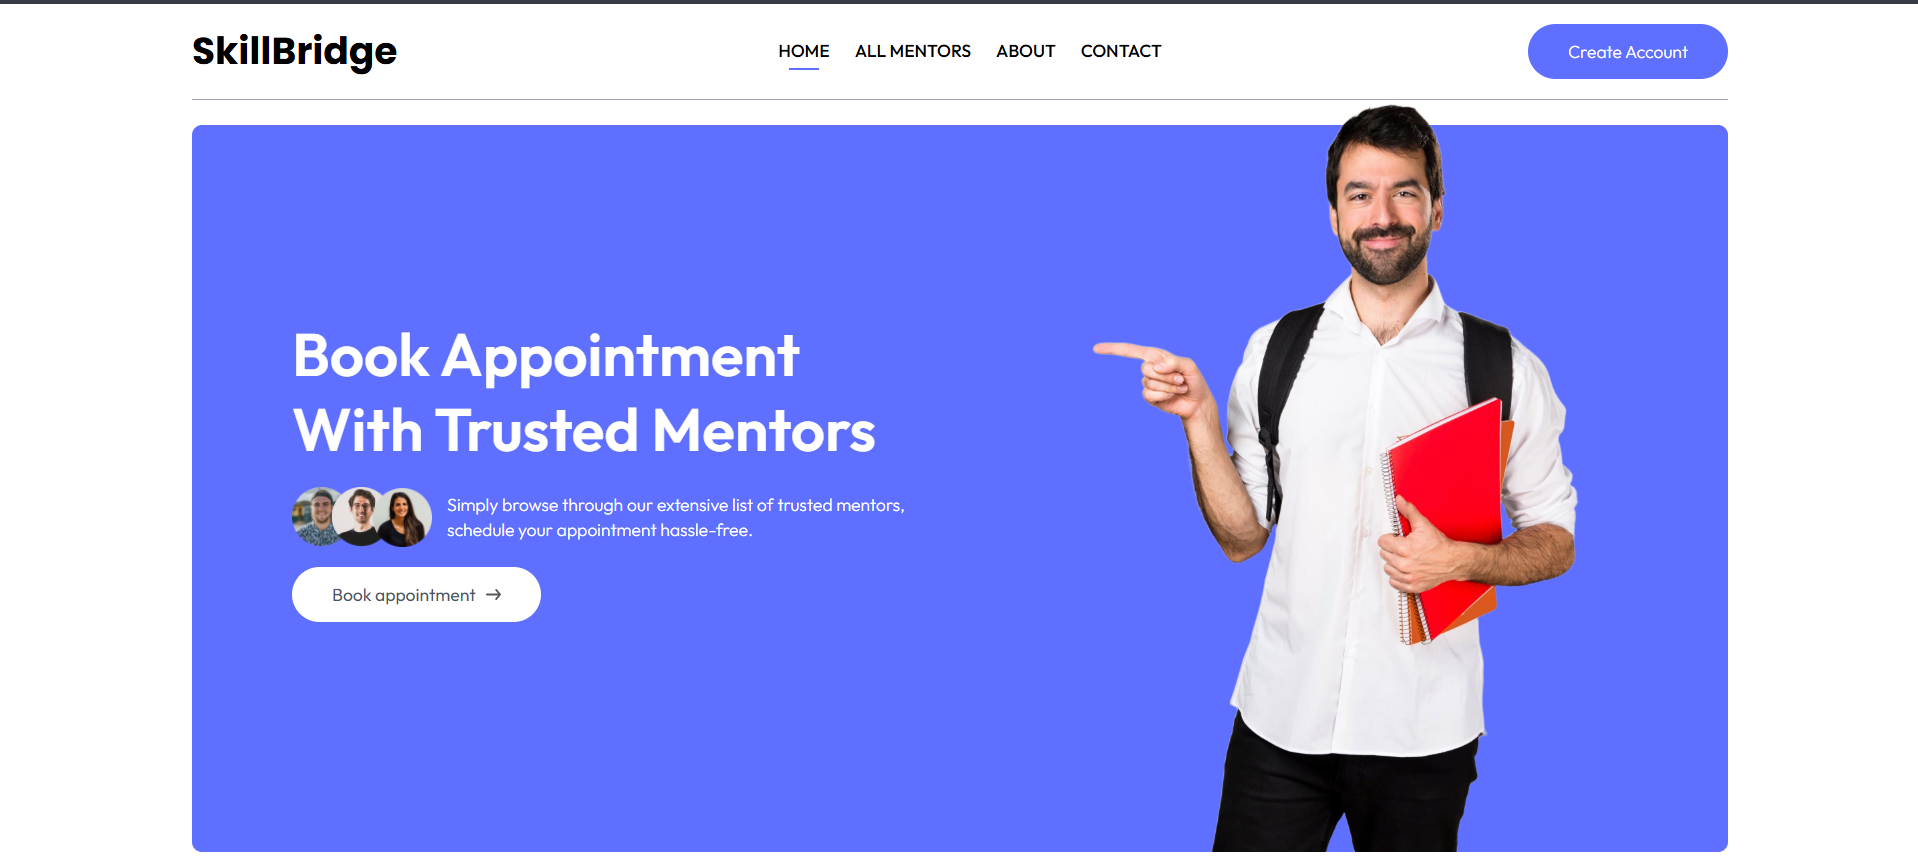 SkillBridge
HOME
ALL MENTORS
ABOUT
CONTACT
Create Account
Book Appointment
With Trusted Mentors
Simply browse through our extensive list of trusted mentors,
schedule your appointment hassle-free.
Book appointment →